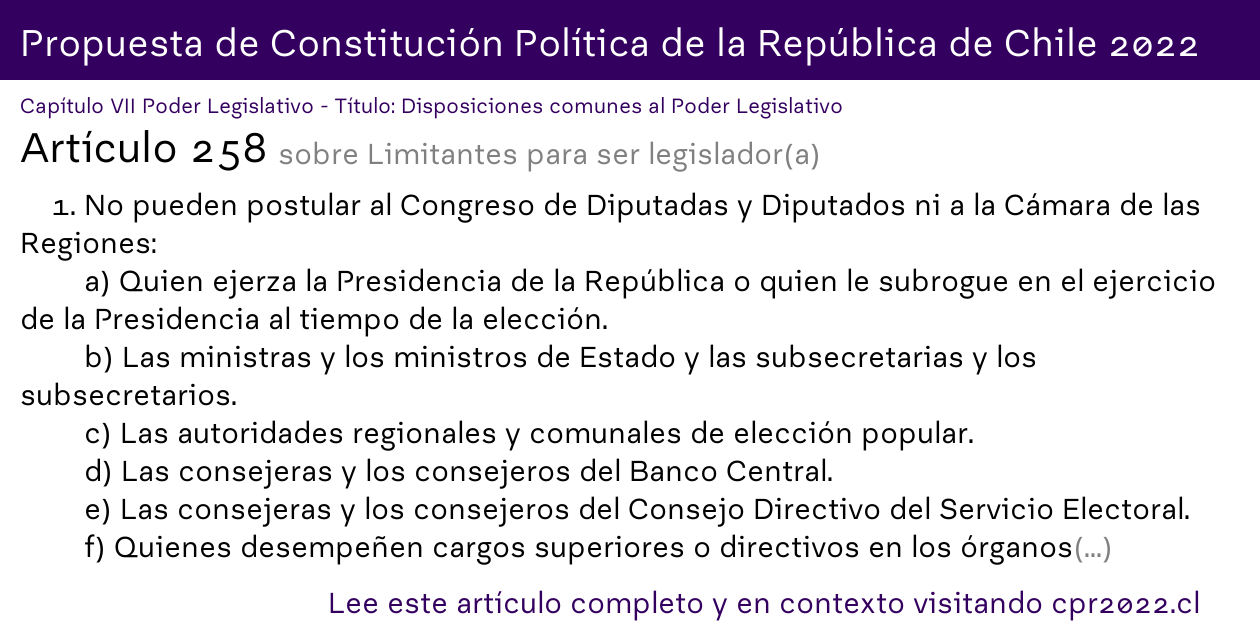 Propuesta de Constitución Política de la República de Chile 2022
Capítulo VII Poder Legislativo - Título: Disposiciones comunes al Poder Legislativo
Artículo 258 sobre Limitantes para ser legislador(a)
1. No pueden postular al Congreso de Diputadas y Diputados ni a la Cámara de las
Regiones:
a) Quien ejerza la Presidencia de la República o quien le subrogue en el ejercicio
de la Presidencia al tiempo de la elección.
b) Las ministras y los ministros de Estado y las subsecretarias y los
subsecretarios.
c) Las autoridades regionales y comunales de elección popular.
d) Las consejeras y los consejeros del Banco Central.
e) Las consejeras y los consejeros del Consejo Directivo del Servicio Electoral.
f) Quienes desempeñen cargos superiores o directivos en los órganos(...)
Lee este artículo completo y en contexto visitando cpr2022.cl